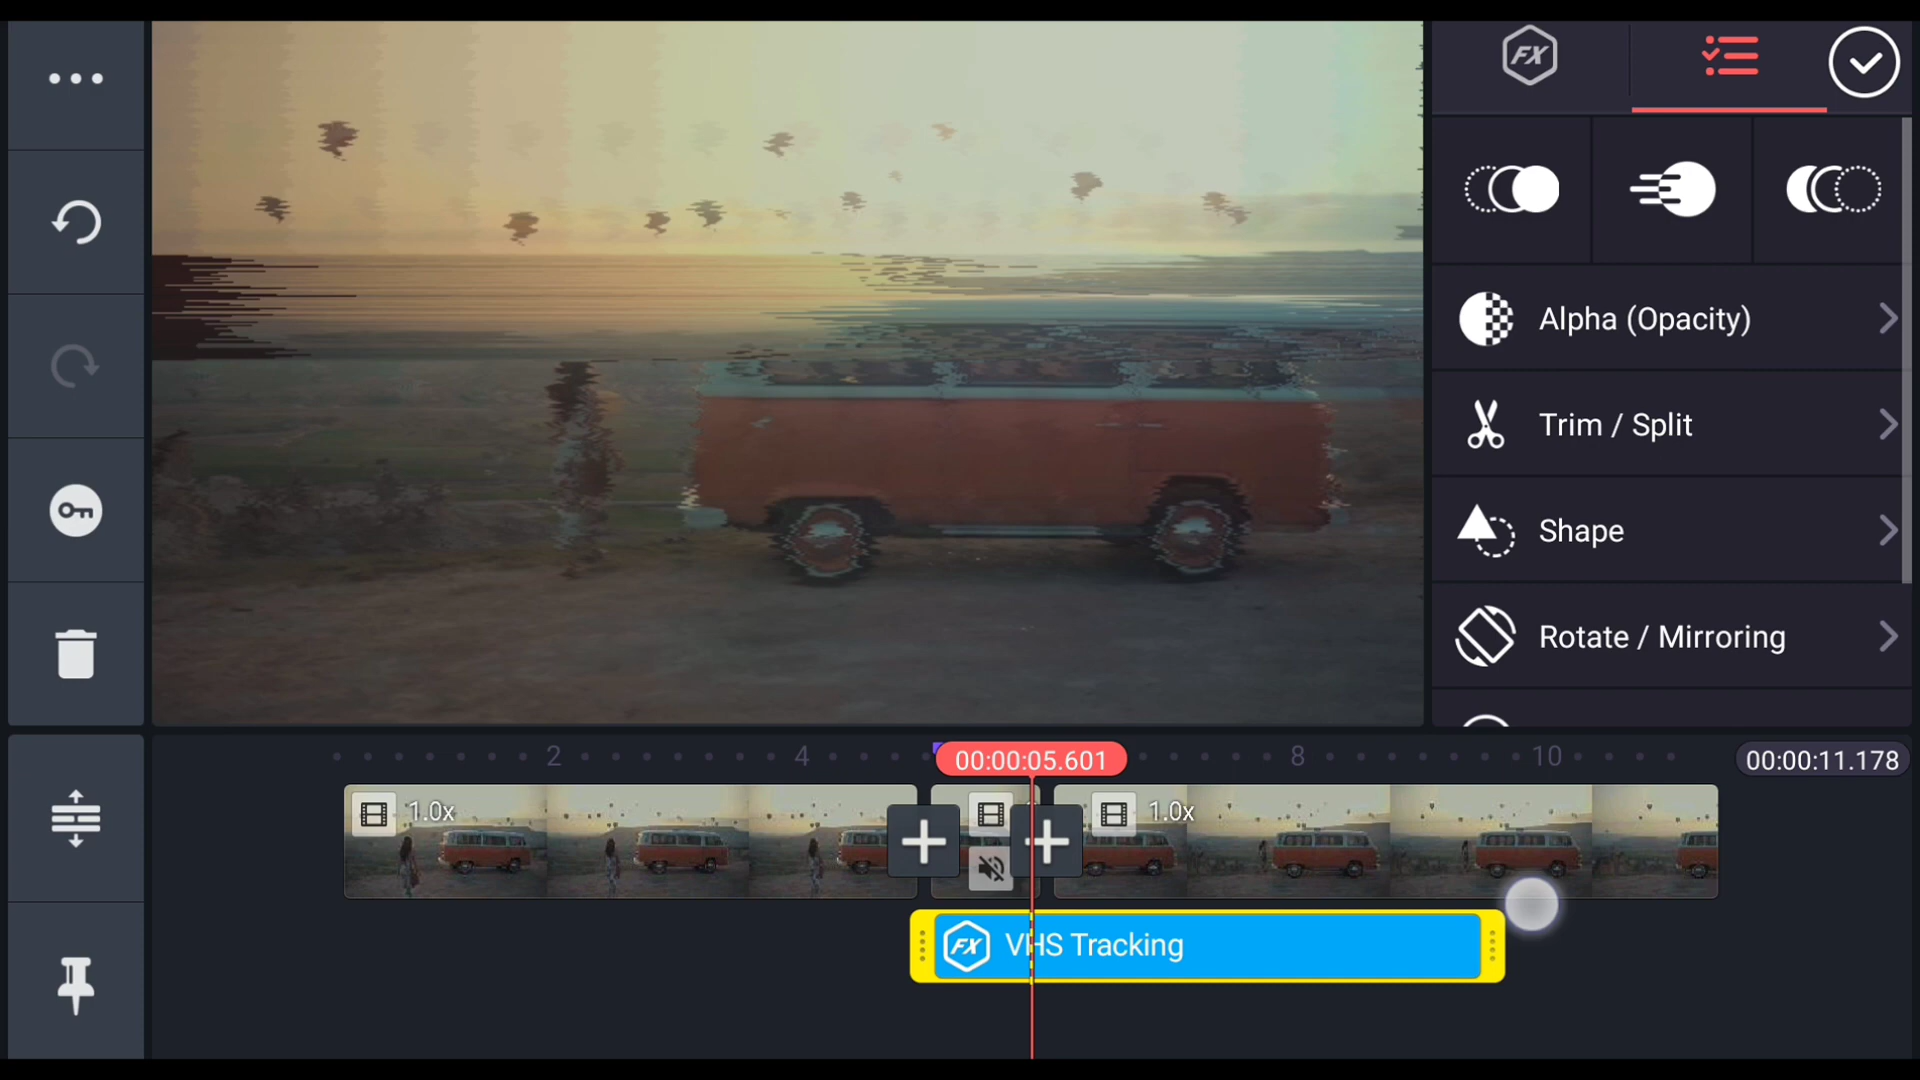 FX
Alpha (Opacity)
Trim / Split
Shape
Rotate / Mirroring
2
4
00:00:05.601
8
10
00:00:11.178
1.0x
1.0x
FX VHS Tracking